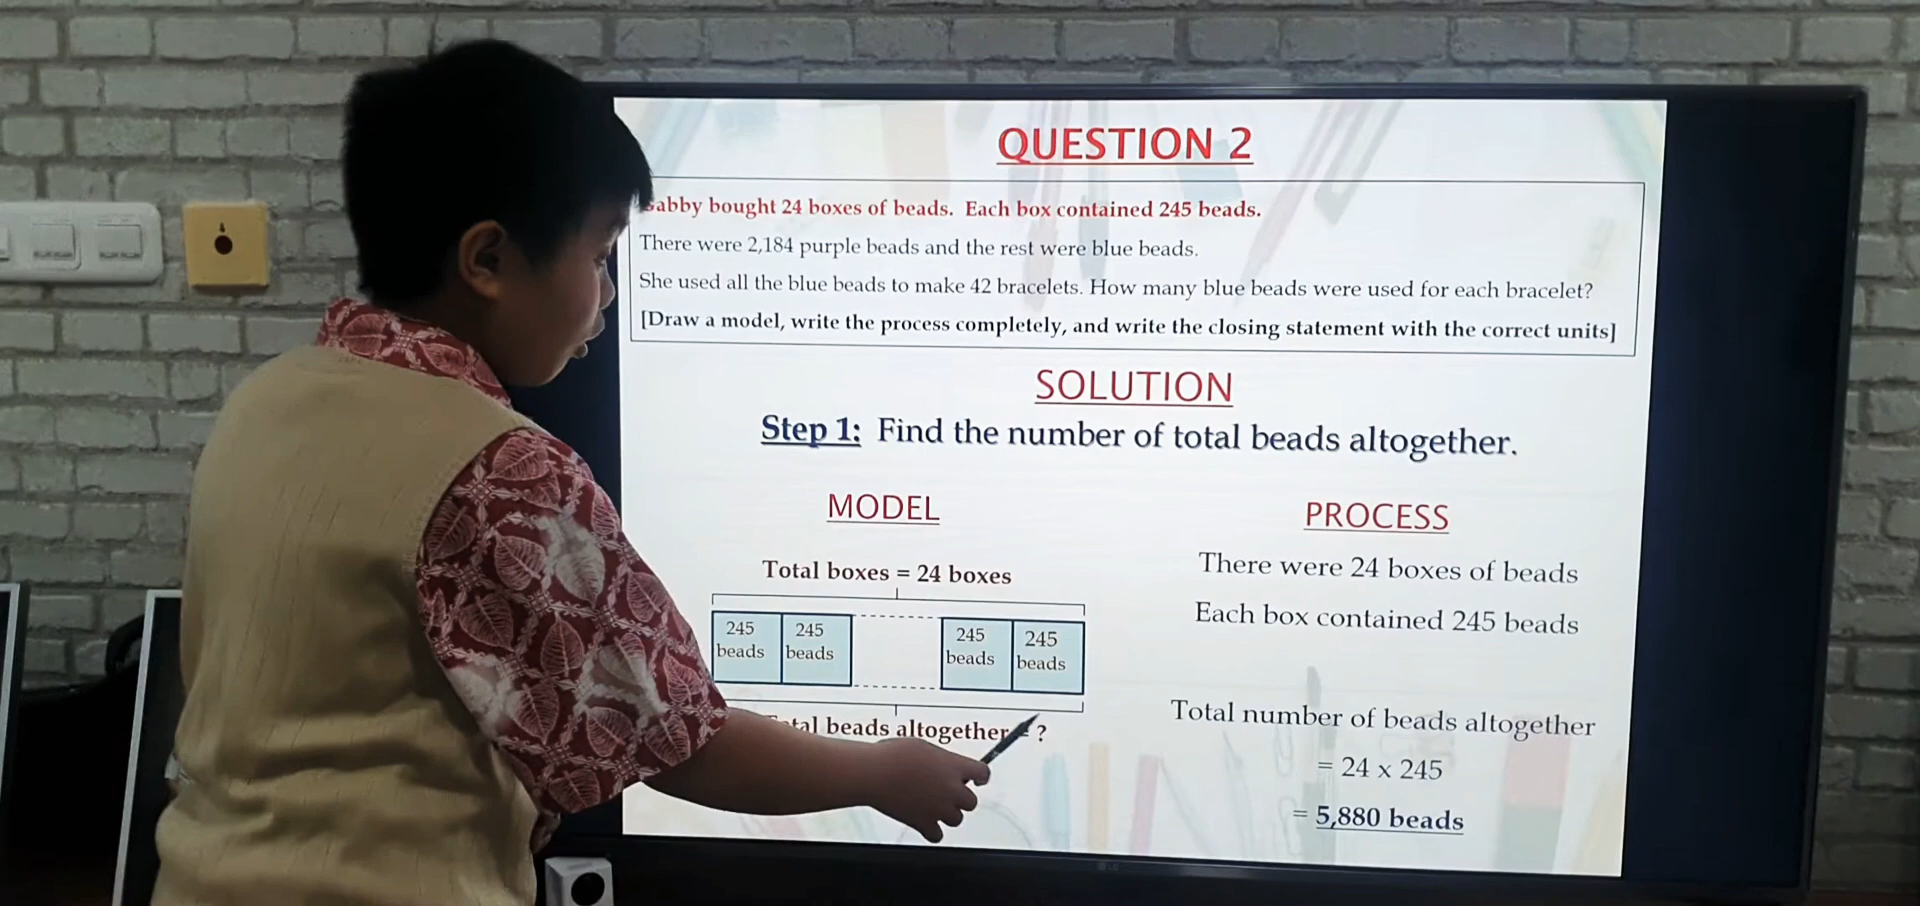 QUESTION 2
abby bought 24 boxes of beads. Each box contained 245 beads.
There were 2,184 purple beads and the rest were blue beads.
She used all the blue beads to make 42 bracelets. How many blue beads were used for each bracelet?
[Draw a model, write the process completely, and write the closing statement with the correct units]
SOLUTION
Step 1: Find the number of total beads altogether.
MODEL
Total boxes = 24 boxes
245 245 245 245
beads beads beads beads
tal beads altogether = ?
PROCESS
There were 24 boxes of beads
Each box contained 245 beads
Total number of beads altogether
= 24 x 245
= 5,880 beads